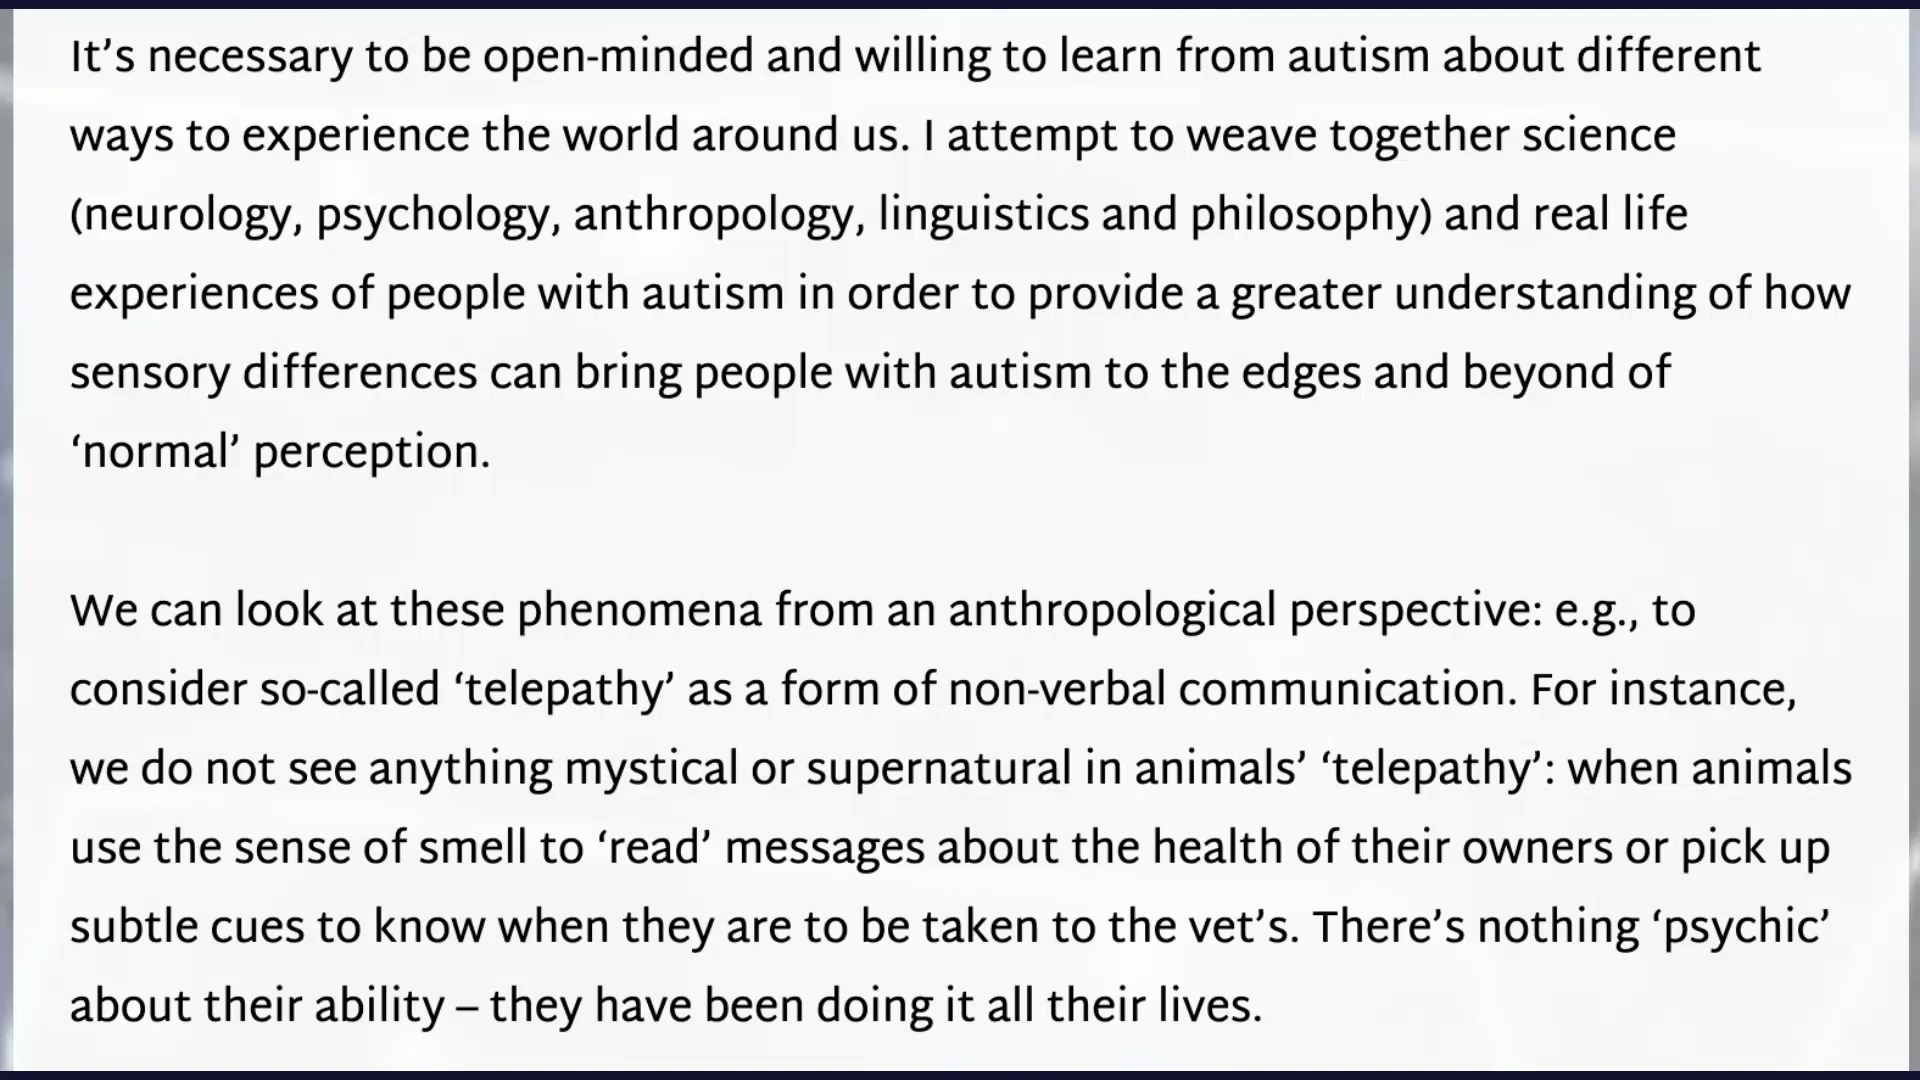 It’s necessary to be open-minded and willing to learn from autism about different
ways to experience the world around us. I attempt to weave together science
(neurology, psychology, anthropology, linguistics and philosophy) and real life
experiences of people with autism in order to provide a greater understanding of how
sensory differences can bring people with autism to the edges and beyond of
‘normal’ perception.
We can look at these phenomena from an anthropological perspective: e.g., to
consider so-called ‘telepathy’ as a form of non-verbal communication. For instance,
we do not see anything mystical or supernatural in animals’ ‘telepathy’: when animals
use the sense of smell to ‘read’ messages about the health of their owners or pick up
subtle cues to know when they are to be taken to the vet’s. There’s nothing ‘psychic’
about their ability – they have been doing it all their lives.